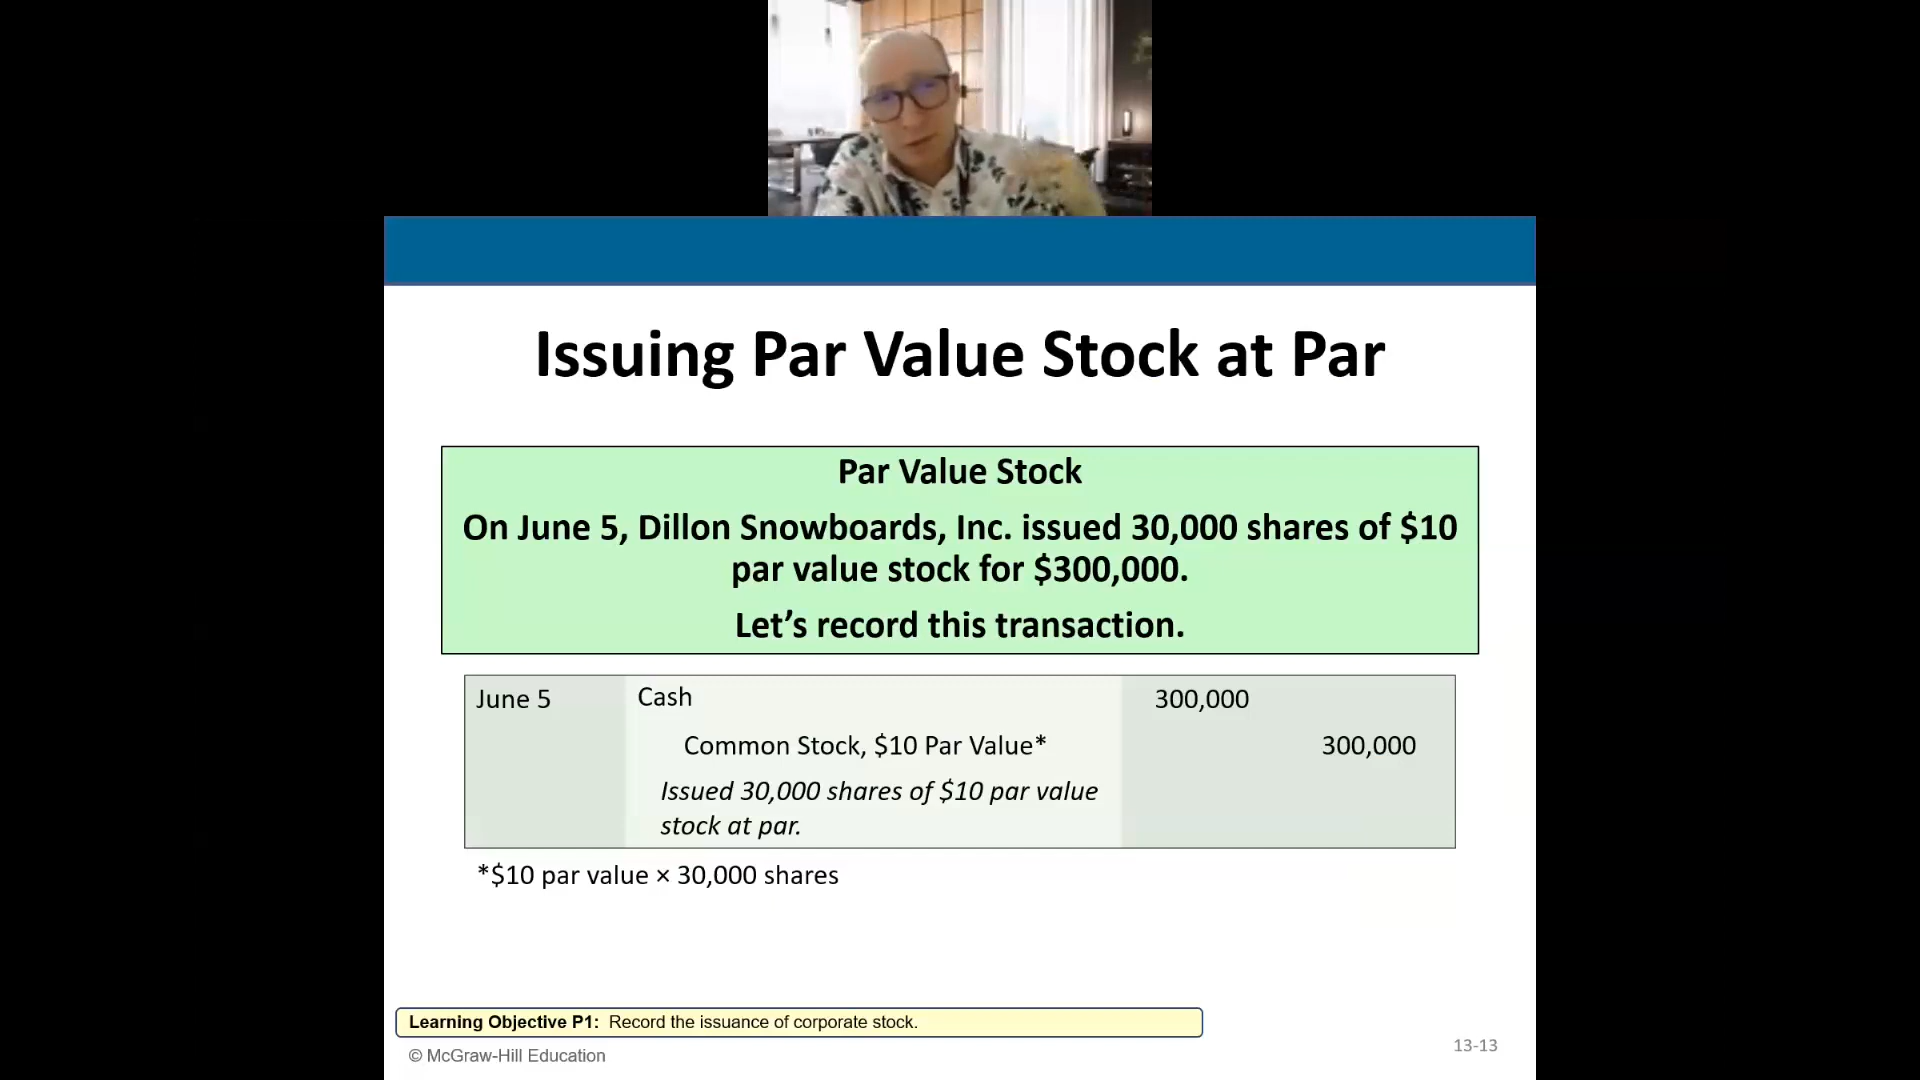 Issuing Par Value Stock at Par
Par Value Stock
On June 5, Dillon Snowboards, Inc. issued 30,000 shares of $10
par value stock for $300,000.
Let’s record this transaction.
June 5 Cash 300,000
Common Stock, $10 Par Value* 300,000
Issued 30,000 shares of $10 par value
stock at par.
*$10 par value × 30,000 shares
Learning Objective P1: Record the issuance of corporate stock.
© McGraw-Hill Education
13-13